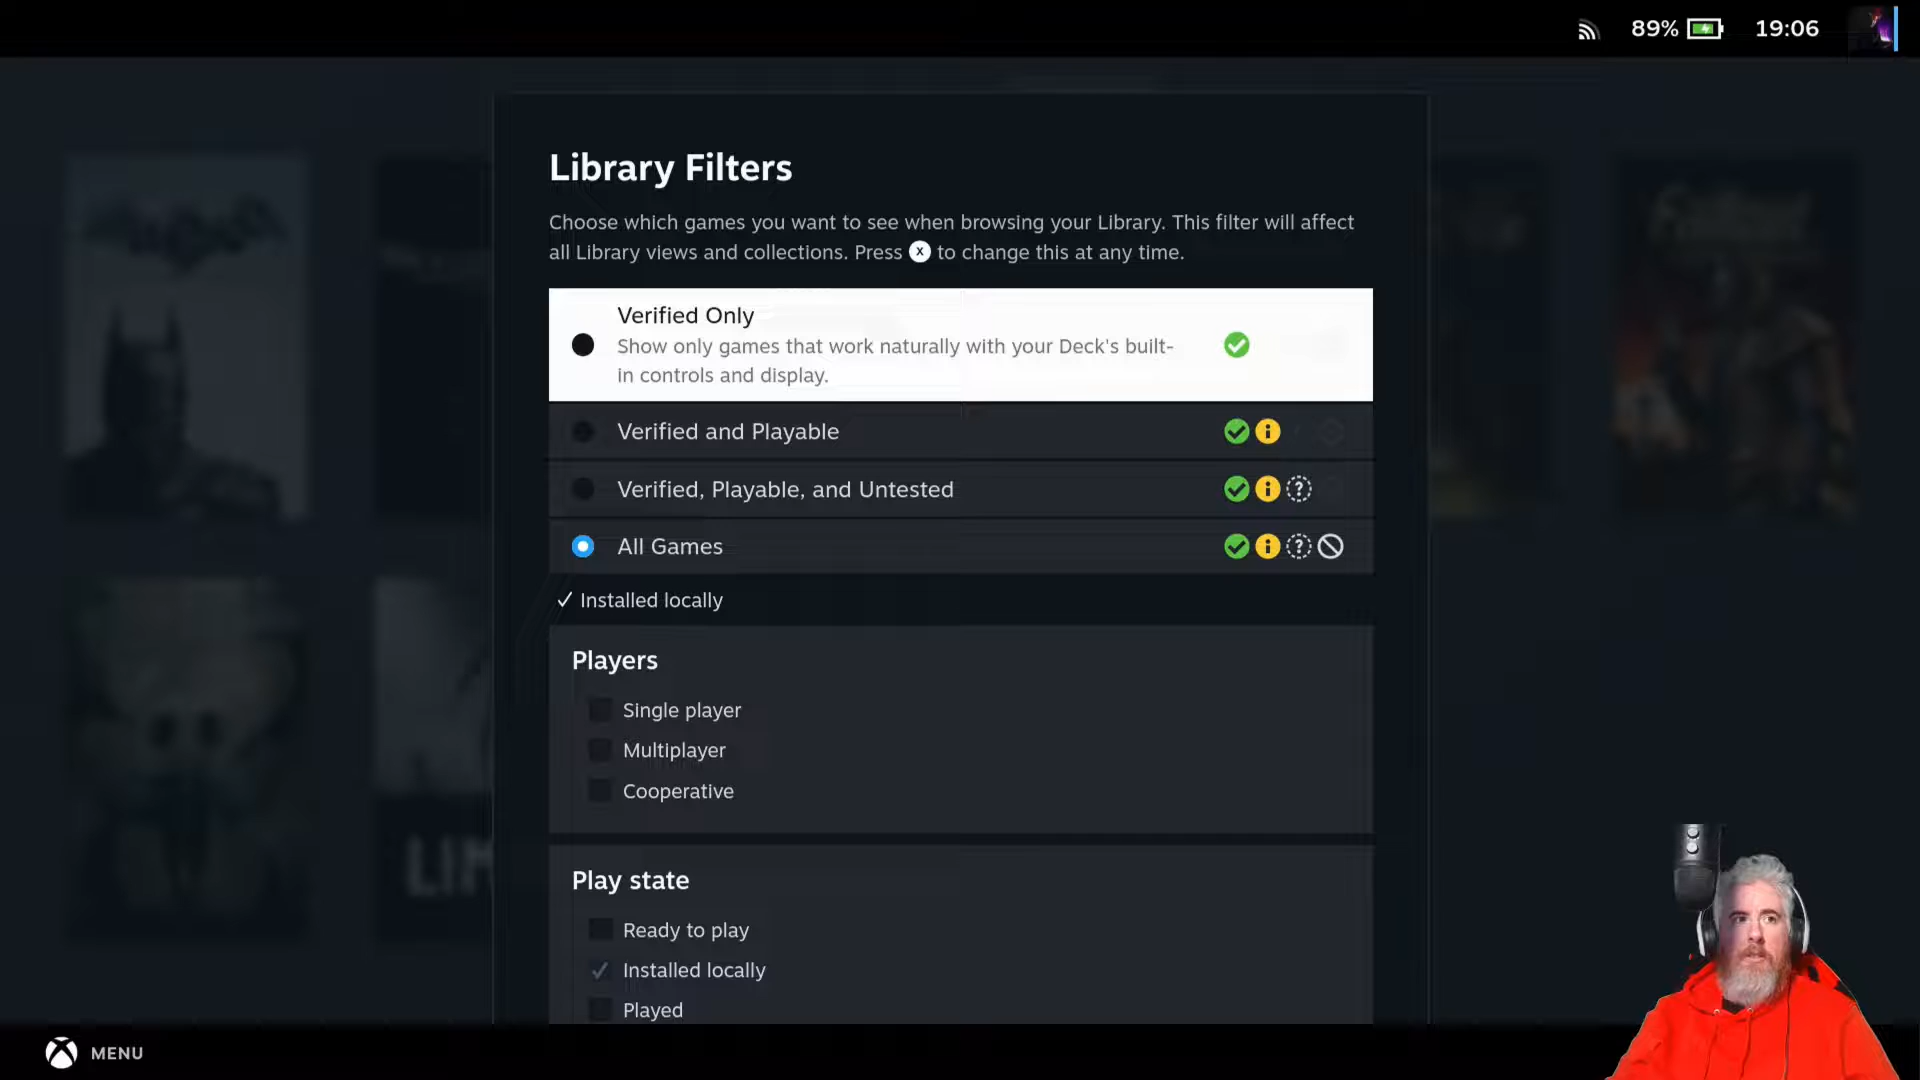 89%
19:06
Library Filters
Choose which games you want to see when browsing your Library. This filter will affect
all Library views and collections. Press X to change this at any time.
Verified Only
Show only games that work naturally with your Deck's built-
in controls and display.
Verified and Playable
Verified, Playable, and Untested
All Games
✓ Installed locally
Players
Single player
Multiplayer
Cooperative
Play state
Ready to play
Installed locally
Played
LIM
Fallout
MENU